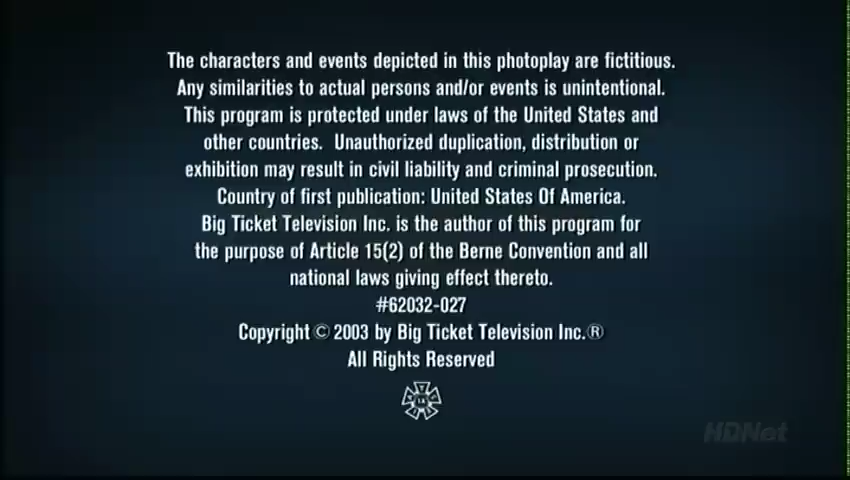 The characters and events depicted in this photoplay are fictitious.
Any similarities to actual persons and/or events is unintentional.
This program is protected under laws of the United States and
other countries. Unauthorized duplication, distribution or
exhibition may result in civil liability and criminal prosecution.
Country of first publication: United States Of America.
Big Ticket Television Inc. is the author of this program for
the purpose of Article 15(2) of the Berne Convention and all
national laws giving effect thereto.
#62032-027
Copyright © 2003 by Big Ticket Television Inc.®
All Rights Reserved
HDNet